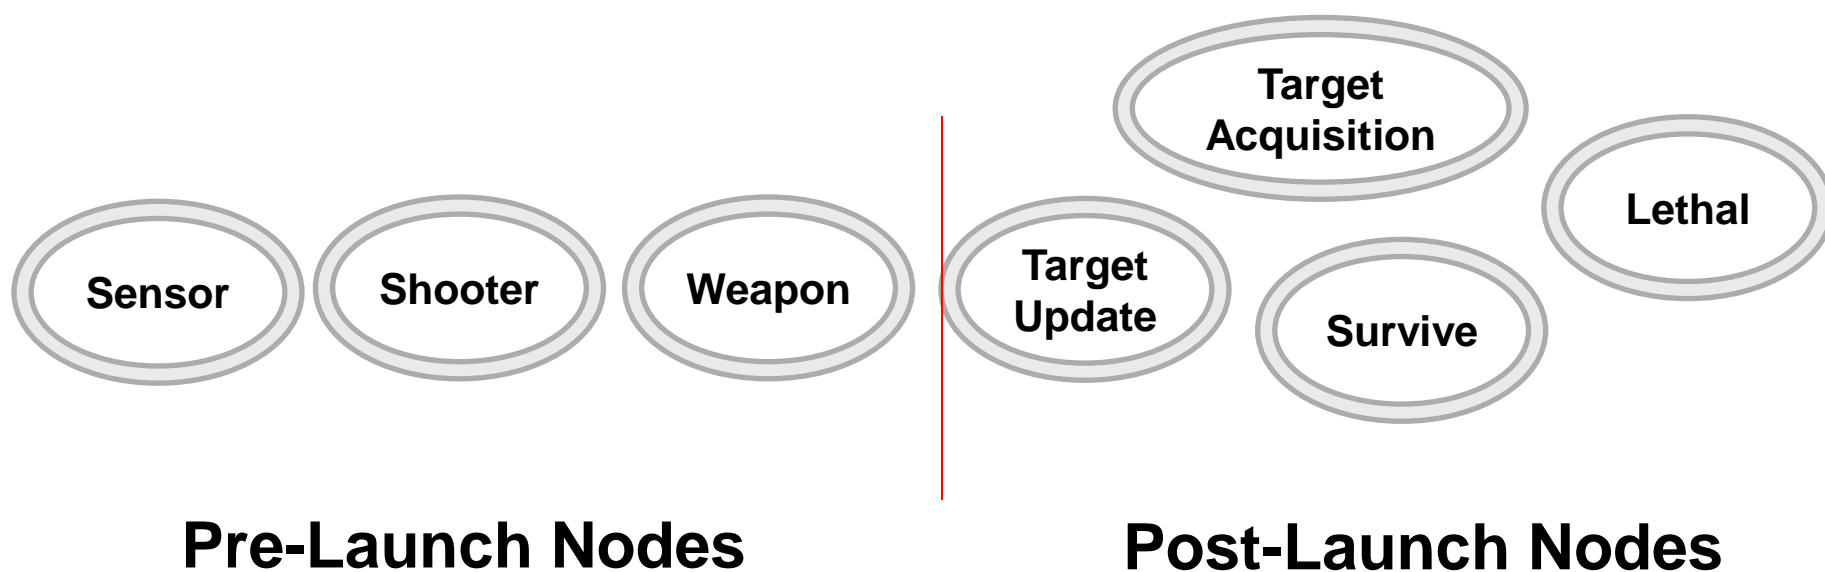 Sensor
Shooter
Weapon
Target
Update
Target
Acquisition
Survive
Lethal
Pre-Launch Nodes
Post-Launch Nodes